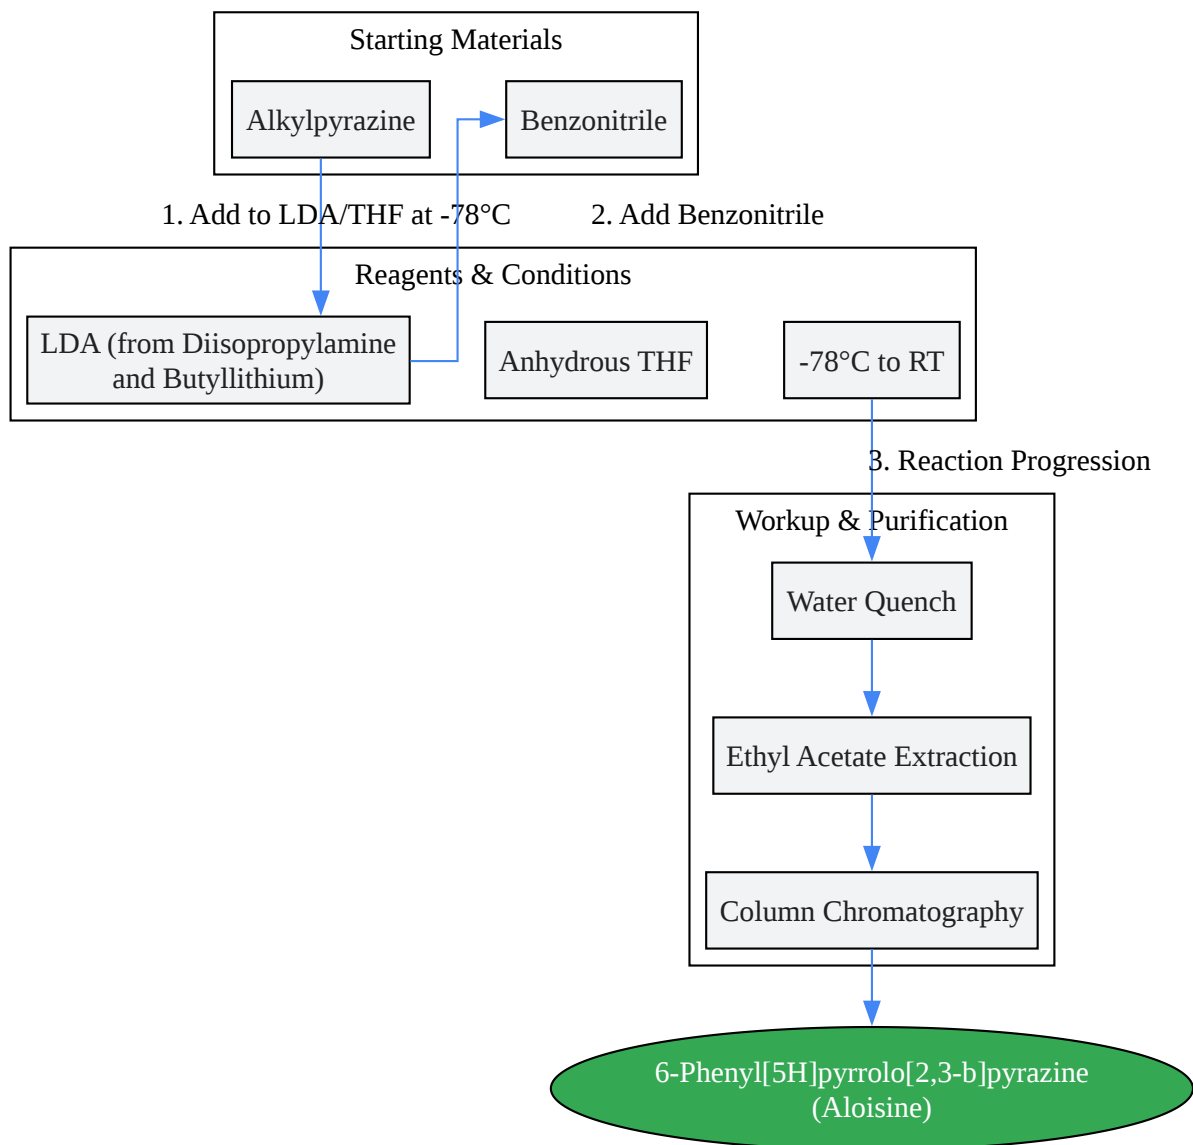 Starting Materials
Alkylpyrazine
Benzonitrile
1. Add to LDA/THF at -78°C
2. Add Benzonitrile
Reagents & Conditions
LDA (from Diisopropylamine
and Butyllithium)
Anhydrous THF
-78°C to RT
3. Reaction Progression
Workup & Purification
Water Quench
Ethyl Acetate Extraction
Column Chromatography
6-Phenyl[5H]pyrrolo[2,3-b]pyrazine
(Aloisine)